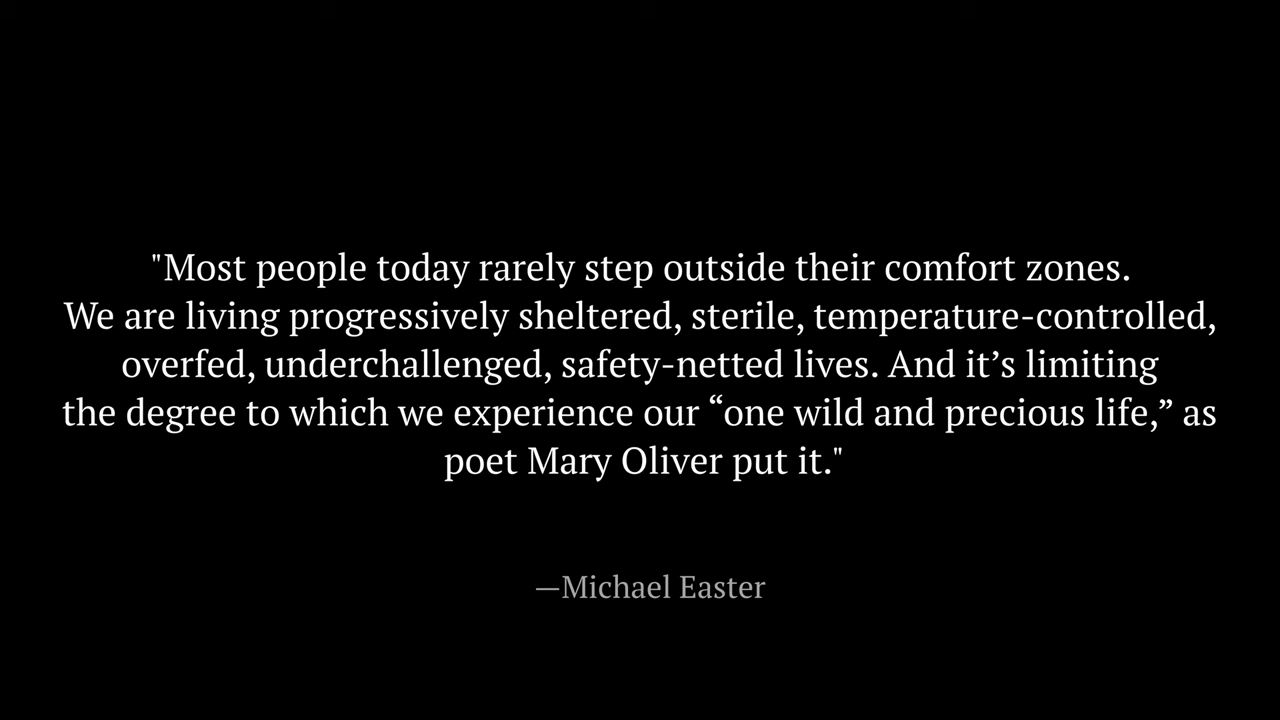 "Most people today rarely step outside their comfort zones.
We are living progressively sheltered, sterile, temperature-controlled,
overfed, underchallenged, safety-netted lives. And it’s limiting
the degree to which we experience our “one wild and precious life,” as
poet Mary Oliver put it."
—Michael Easter